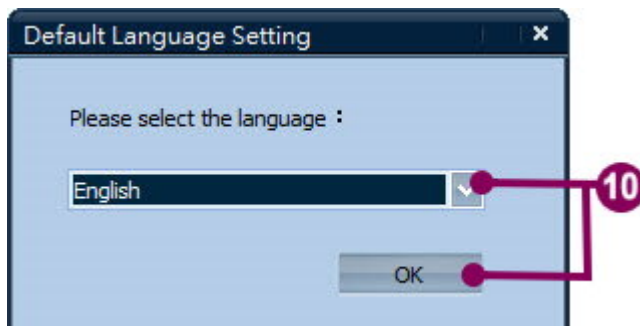 Default Language Setting
Please select the language :
English
10
OK